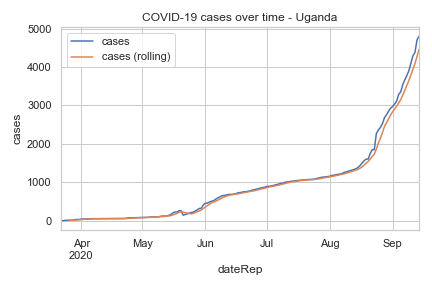 COVID-19 cases over time - Uganda
cases
cases (rolling)
5000
4000
3000
2000
1000
0
cases
Apr
2020
May
Jun
Jul
Aug
Sep
dateRep